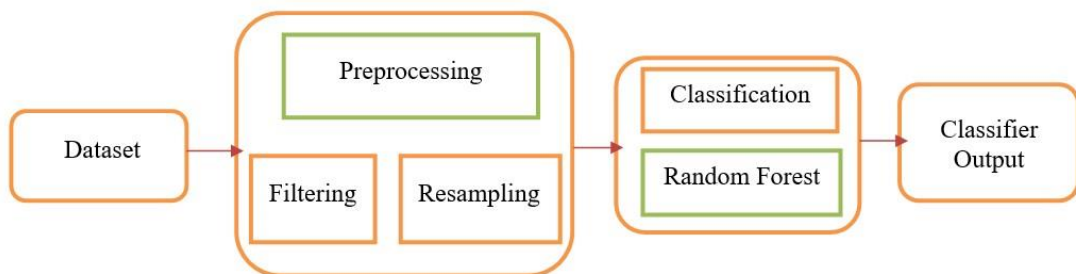 Dataset
Preprocessing
Filtering
Resampling
Classification
Random Forest
Classifier
Output